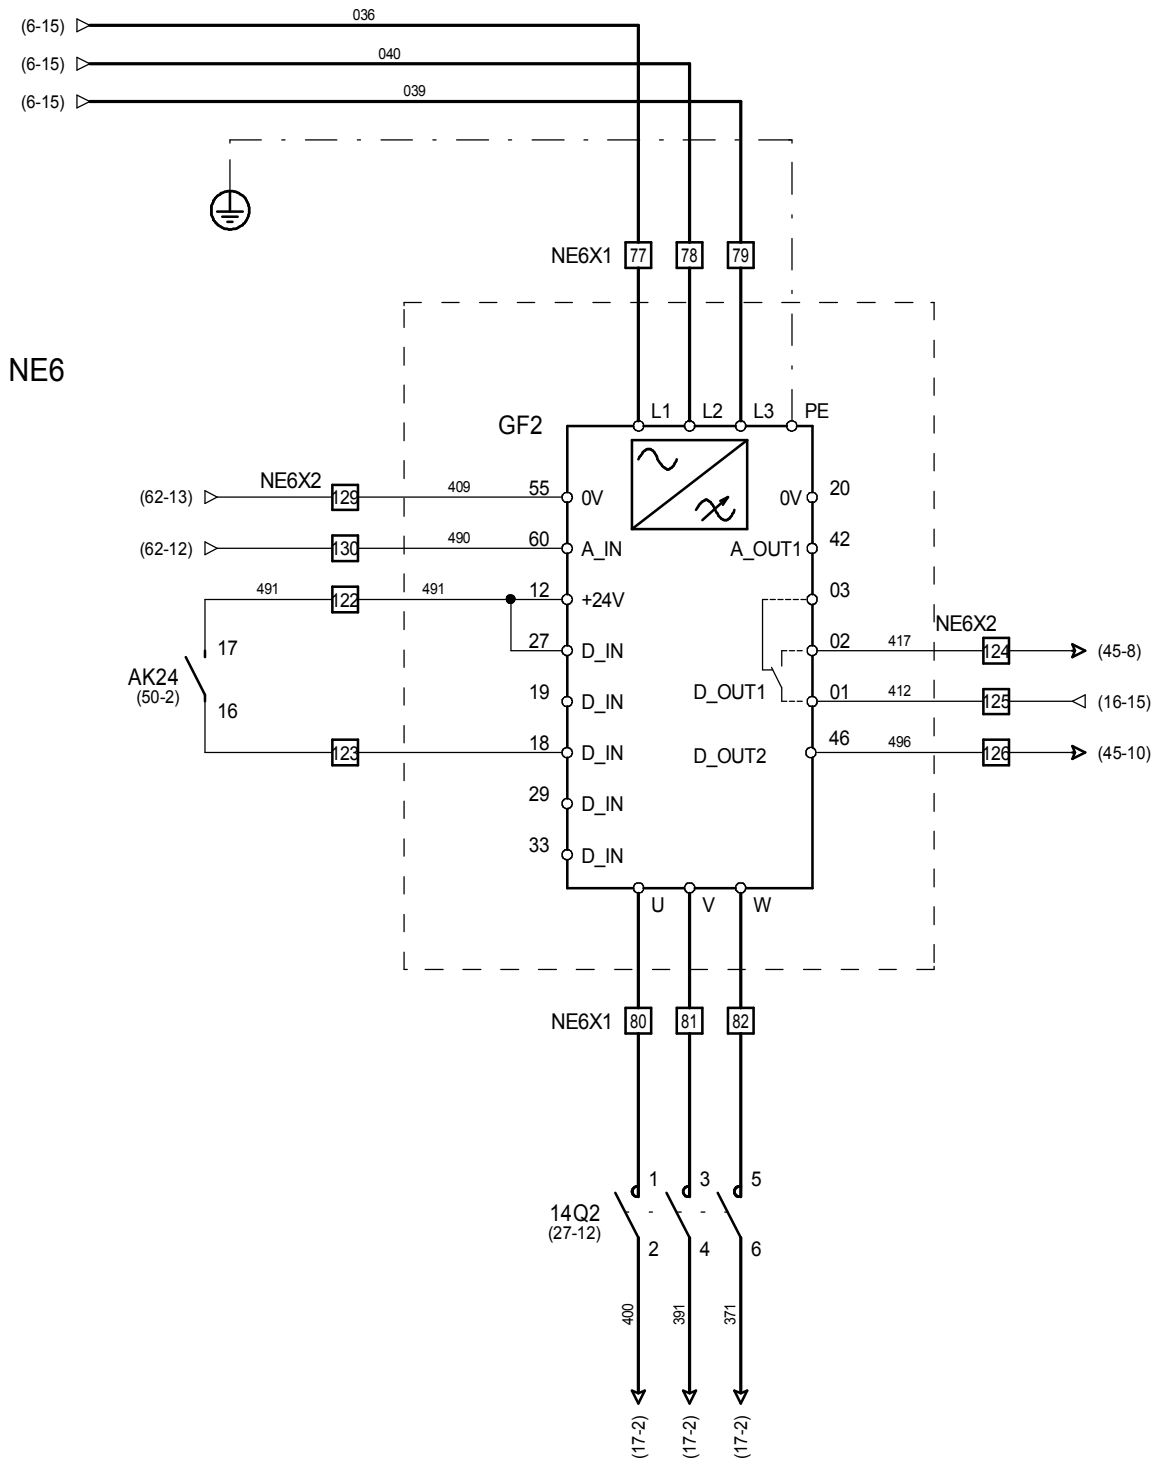 036
(6-15)
040
(6-15)
039
(6-15)
NE6X1 77 78 79
NE6
GF2 L1 L2 L3 PE
(62-13) NE6X2 129 409 55 0V 0V 20
(62-12) 130 490 60 A_IN A_OUT1 42
491 122 491 12 +24V 03
17 27 D_IN 02 417 NE6X2 124 (45-8)
AK24
(50-2)
16 19 D_IN D_OUT1 01 412 125 (16-15)
123 18 D_IN D_OUT2 46 496 126 (45-10)
29 D_IN
33 D_IN
U V W
NE6X1 80 81 82
1 3 5
14Q2
(27-12)
2 4 6
400 391 371
(17-2) (17-2) (17-2)